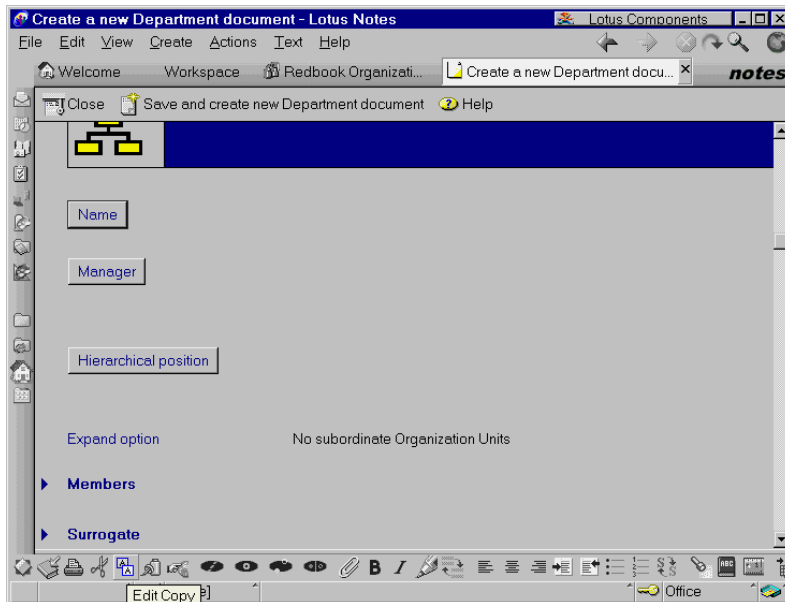 Create a new Department document - Lotus Notes
Lotus Components
File Edit View Create Actions Text Help
Welcome Workspace Redbook Organizati... Create a new Department docu... notes
Close Save and create new Department document Help
Name
Manager
Hierarchical position
Expand option No subordinate Organization Units
Members
Surrogate
B I
Edit Copy
Office